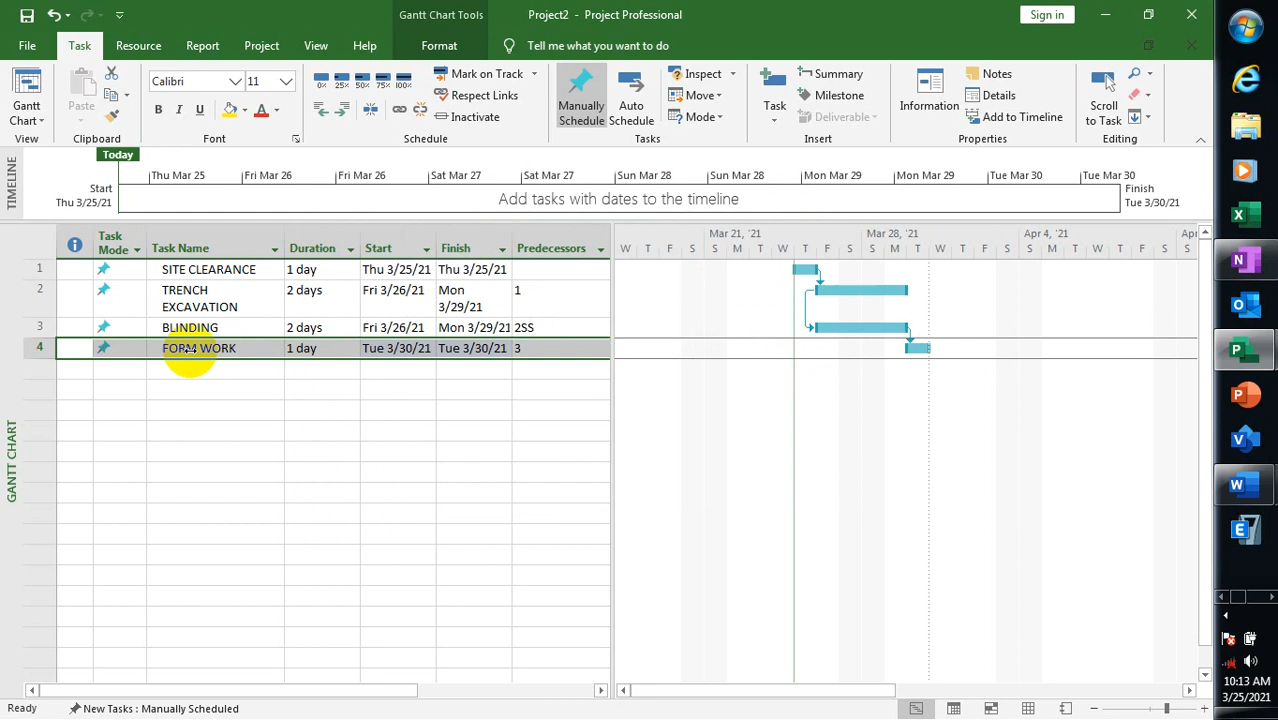 Gantt Chart Tools
Project2 - Project Professional
Sign in
File Task Resource Report Project View Help Format Tell me what you want to do
Gantt Chart
View
Paste
Clipboard
Calibri 11
B I U A
Font
0% 25% 50% 75% 100%
Mark on Track
Respect Links
Inactivate
Schedule
Manually Schedule
Auto Schedule
Inspect
Move
Mode
Tasks
Task
Summary
Milestone
Deliverable
Insert
Information
Notes
Details
Add to Timeline
Properties
Scroll to Task
Editing
TIMELINE
Today
Thu Mar 25 Fri Mar 26 Fri Mar 26 Sat Mar 27 Sat Mar 27 Sun Mar 28 Sun Mar 28 Mon Mar 29 Mon Mar 29 Tue Mar 30 Tue Mar 30
Start
Thu 3/25/21
Add tasks with dates to the timeline
Finish
Tue 3/30/21
GANTT CHART
Task Mode Task Name Duration Start Finish Predecessors
Mar 21, '21 Mar 28, '21 Apr 4, '21
W T F S S M T W T F S S M T W T F S S M T W T F S
1 SITE CLEARANCE 1 day Thu 3/25/21 Thu 3/25/21
2 TRENCH EXCAVATION 2 days Fri 3/26/21 Mon 3/29/21 1
3 BLINDING 2 days Fri 3/26/21 Mon 3/29/21 2SS
4 FORM WORK 1 day Tue 3/30/21 Tue 3/30/21 3
Ready
New Tasks : Manually Scheduled
10:13 AM
3/25/2021